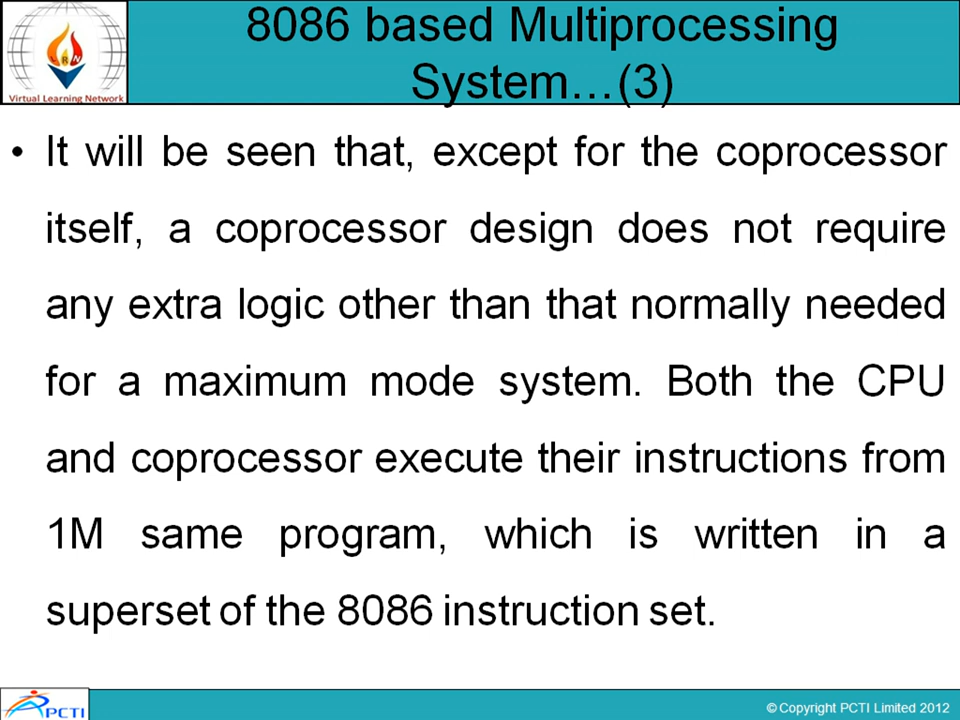 8086 based Multiprocessing
System…(3)
RN
Virtual Learning Network
• It will be seen that, except for the coprocessor
itself, a coprocessor design does not require
any extra logic other than that normally needed
for a maximum mode system. Both the CPU
and coprocessor execute their instructions from
1M same program, which is written in a
superset of the 8086 instruction set.
PCTI
© Copyright PCTI Limited 2012